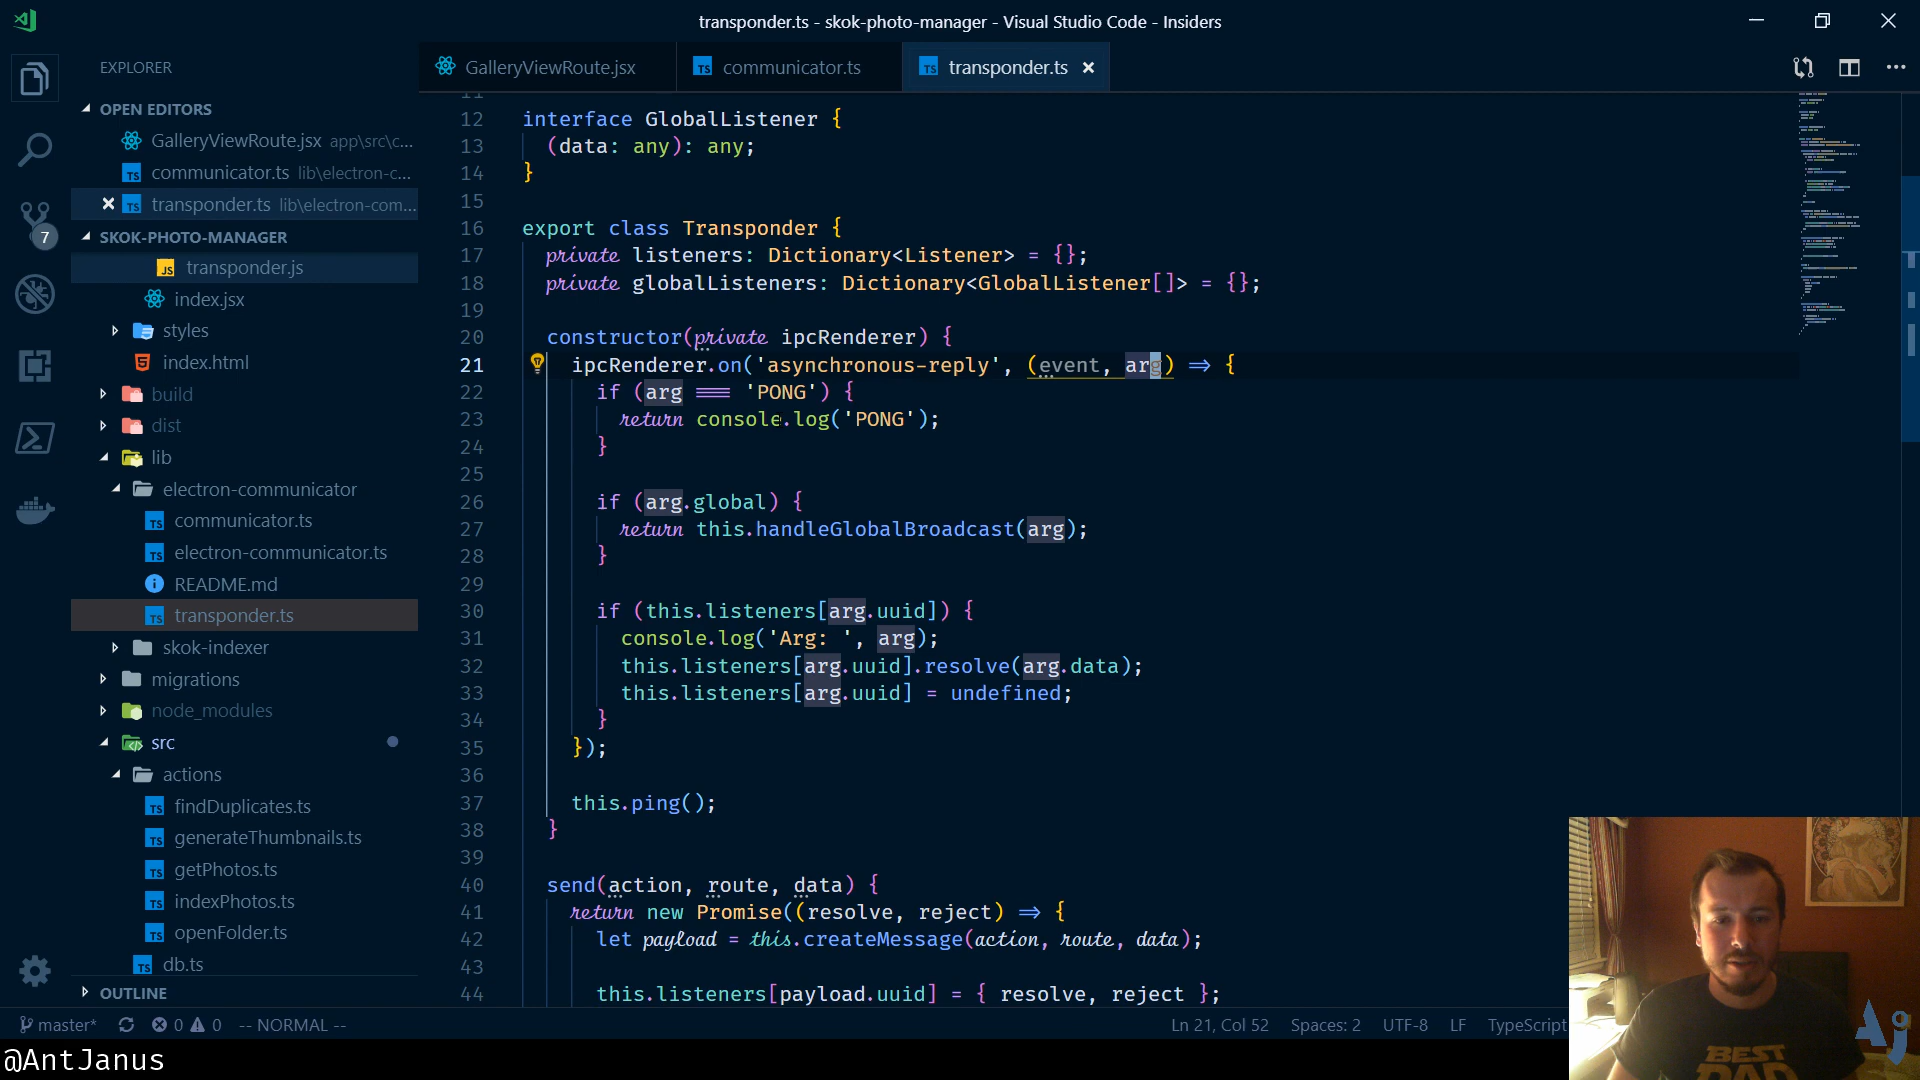 transponder.ts - skok-photo-manager - Visual Studio Code - Insiders
EXPLORER
OPEN EDITORS
GalleryViewRoute.jsx app\src\c...
communicator.ts lib\electron-c...
transponder.ts lib\electron-com...
7
SKOK-PHOTO-MANAGER
transponder.js
index.jsx
styles
index.html
build
dist
lib
electron-communicator
communicator.ts
electron-communicator.ts
README.md
transponder.ts
skok-indexer
migrations
node_modules
src
actions
findDuplicates.ts
generateThumbnails.ts
getPhotos.ts
indexPhotos.ts
openFolder.ts
db.ts
OUTLINE
GalleryViewRoute.jsx
communicator.ts
transponder.ts
11
12 interface GlobalListener {
13 (data: any): any;
14 }
15
16 export class Transponder {
17 private listeners: Dictionary<Listener> = {};
18 private globalListeners: Dictionary<GlobalListener[]> = {};
19
20 constructor(private ipcRenderer) {
21 ipcRenderer.on('asynchronous-reply', (event, arg) => {
22 if (arg === 'PONG') {
23 return console.log('PONG');
24 }
25
26 if (arg.global) {
27 return this.handleGlobalBroadcast(arg);
28 }
29
30 if (this.listeners[arg.uuid]) {
31 console.log('Arg: ', arg);
32 this.listeners[arg.uuid].resolve(arg.data);
33 this.listeners[arg.uuid] = undefined;
34 }
35 });
36
37 this.ping();
38 }
39
40 send(action, route, data) {
41 return new Promise((resolve, reject) => {
42 let payload = this.createMessage(action, route, data);
43
44 this.listeners[payload.uuid] = { resolve, reject };
master* 0 0 -- NORMAL --
Ln 21, Col 52 Spaces: 2 UTF-8 LF TypeScript
@AntJanus
BEST
DAD